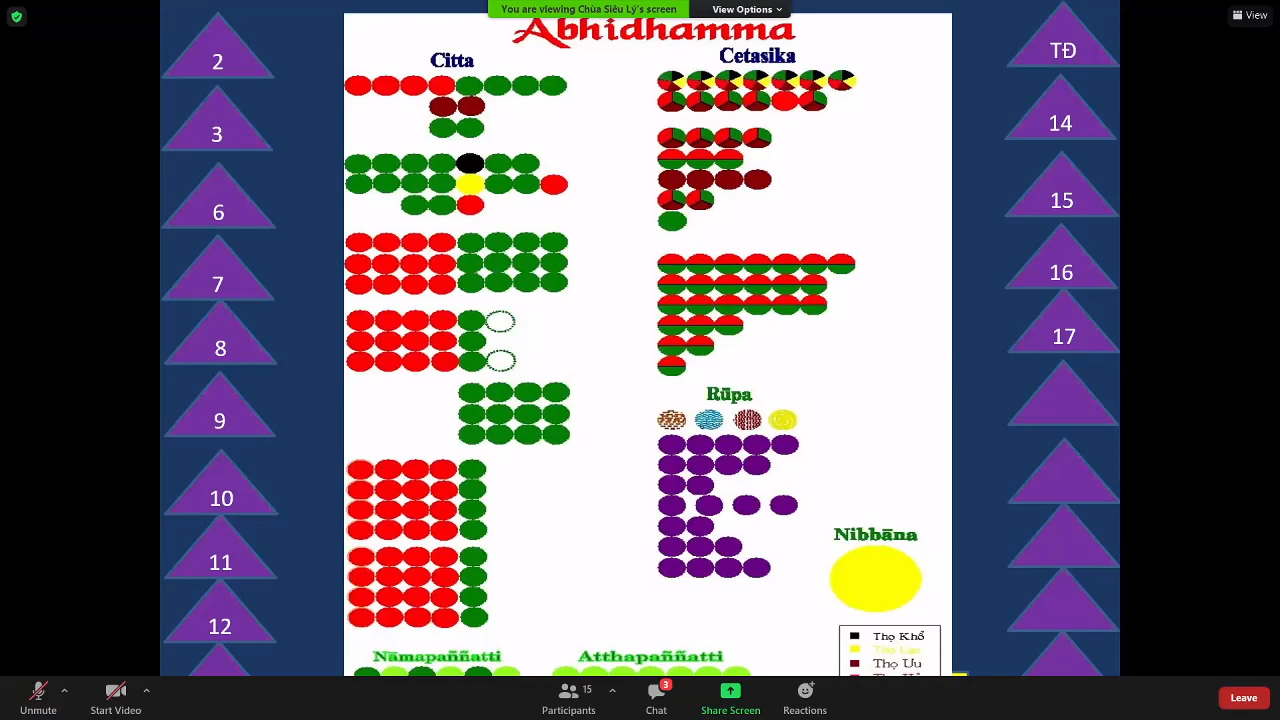 You are viewing Chùa Siêu Lý's screen
View Options
View
Abhidhamma
Citta
Cetasika
2
3
6
7
8
9
10
11
12
TĐ
14
15
16
17
Rūpa
Nibbāna
Thọ Khổ
Thọ Lạc
Thọ Ưu
Nāmapaññatti
Atthapaññatti
Unmute
Start Video
15
Participants
3
Chat
Share Screen
Reactions
Leave